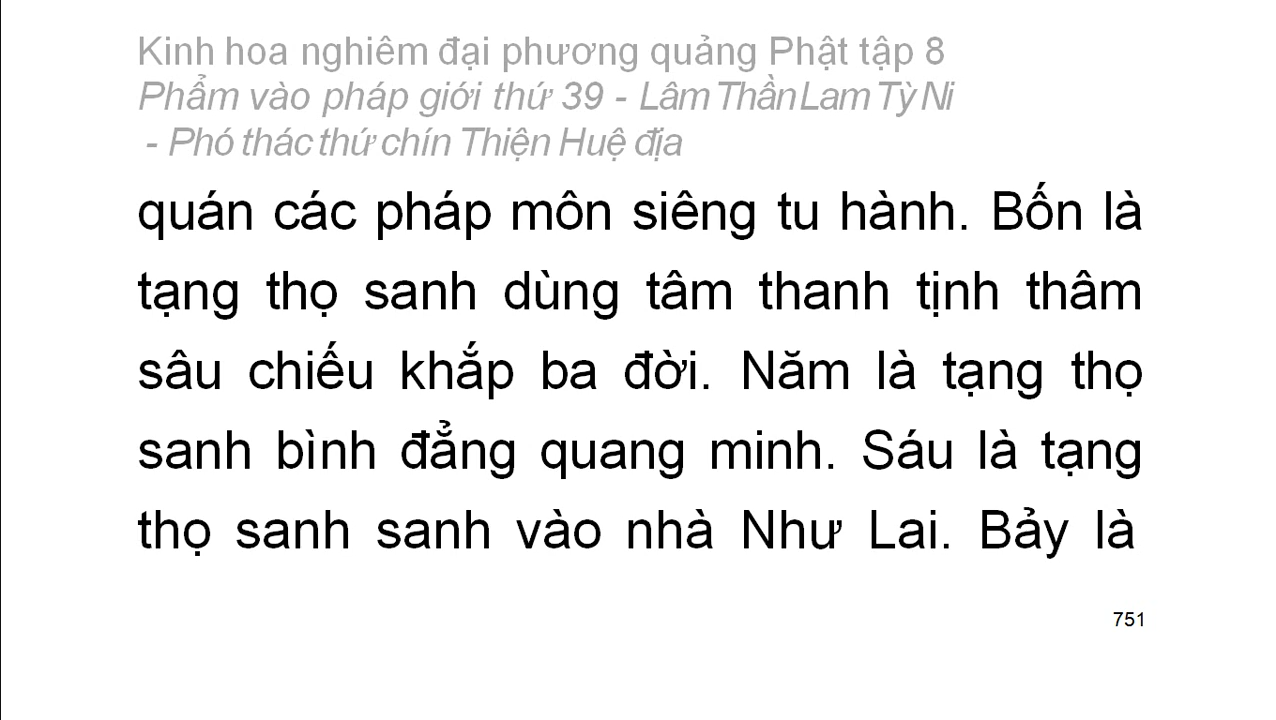 Kinh hoa nghiêm đại phương quảng Phật tập 8
Phẩm vào pháp giới thứ 39 - Lâm Thần Lam Tỳ Ni
- Phó thác thứ chín Thiện Huệ địa
quán các pháp môn siêng tu hành. Bốn là
tạng thọ sanh dùng tâm thanh tịnh thâm
sâu chiếu khắp ba đời. Năm là tạng thọ
sanh bình đẳng quang minh. Sáu là tạng
thọ sanh sanh vào nhà Như Lai. Bảy là
751